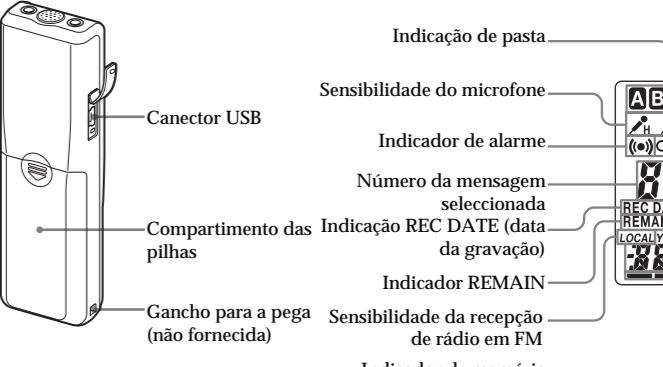 Canector USB
Compartimento das
pilhas
Gancho para a pega
(não fornecida)
Indicação de pasta
Sensibilidade do microfone
Indicador de alarme
Número da mensagem
seleccionada
Indicação REC DATE (data
da gravação)
Indicador REMAIN
Sensibilidade da recepção
de rádio em FM
A B
H
REC D
REMAI
LOCAL Y